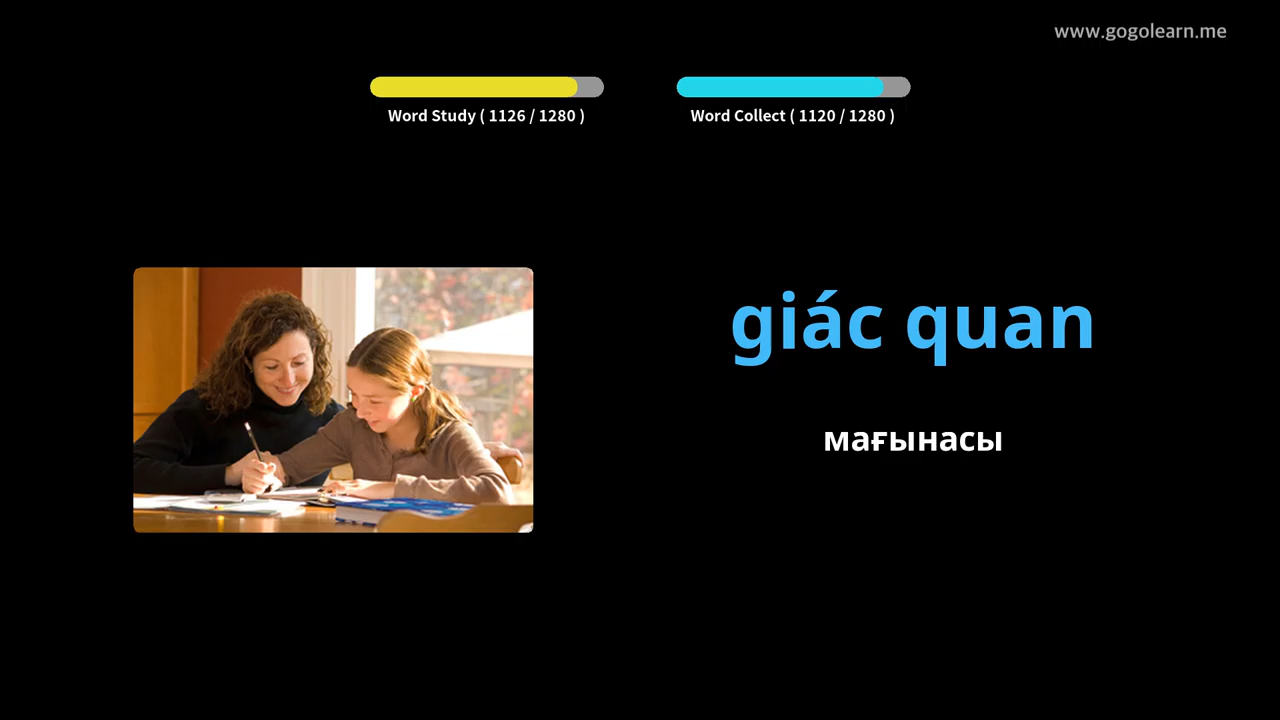 www.gogolearn.me
Word Study ( 1126 / 1280 )
Word Collect ( 1120 / 1280 )
giác quan
мағынасы